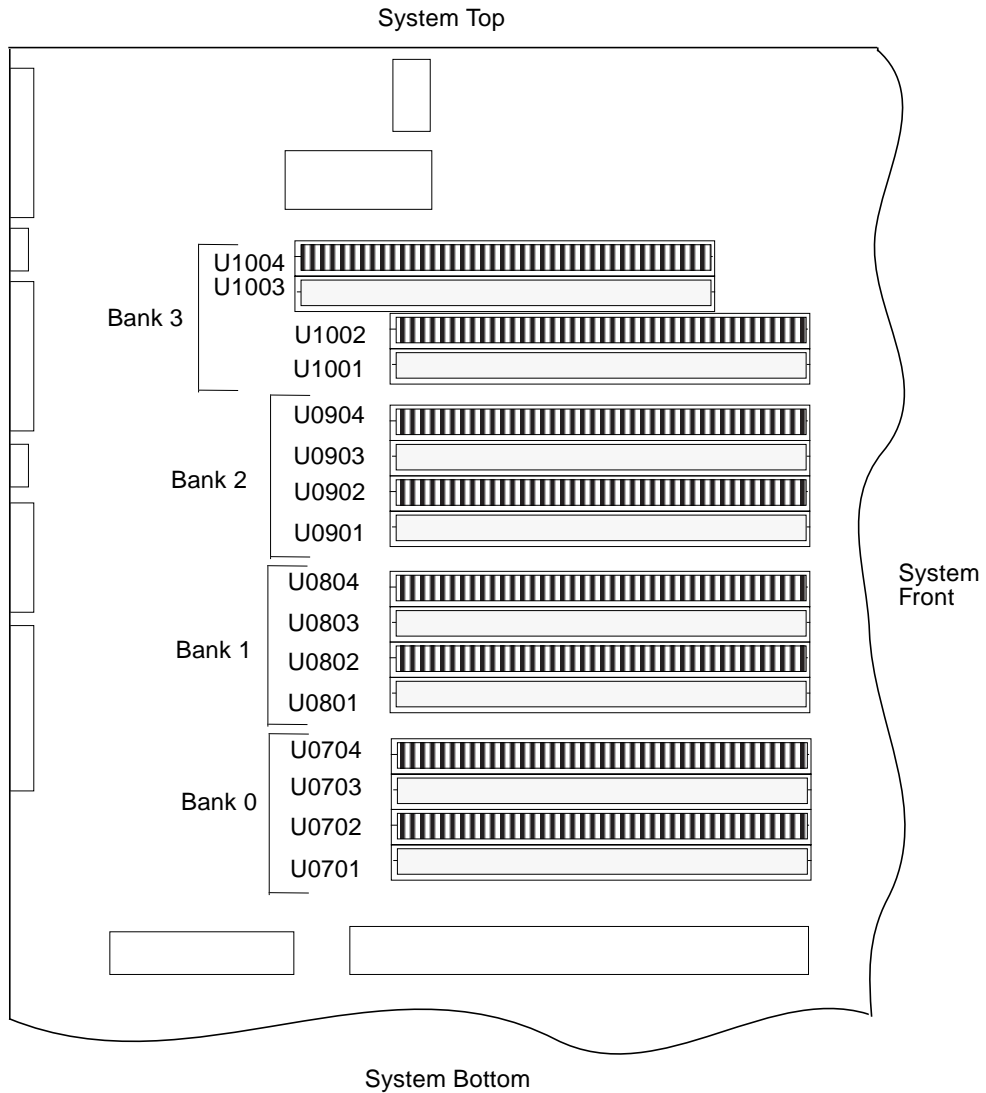 System Top
U1004
U1003
Bank 3
U1002
U1001
U0904
U0903
Bank 2
U0902
U0901
System
Front
U0804
U0803
Bank 1
U0802
U0801
U0704
U0703
Bank 0
U0702
U0701
System Bottom